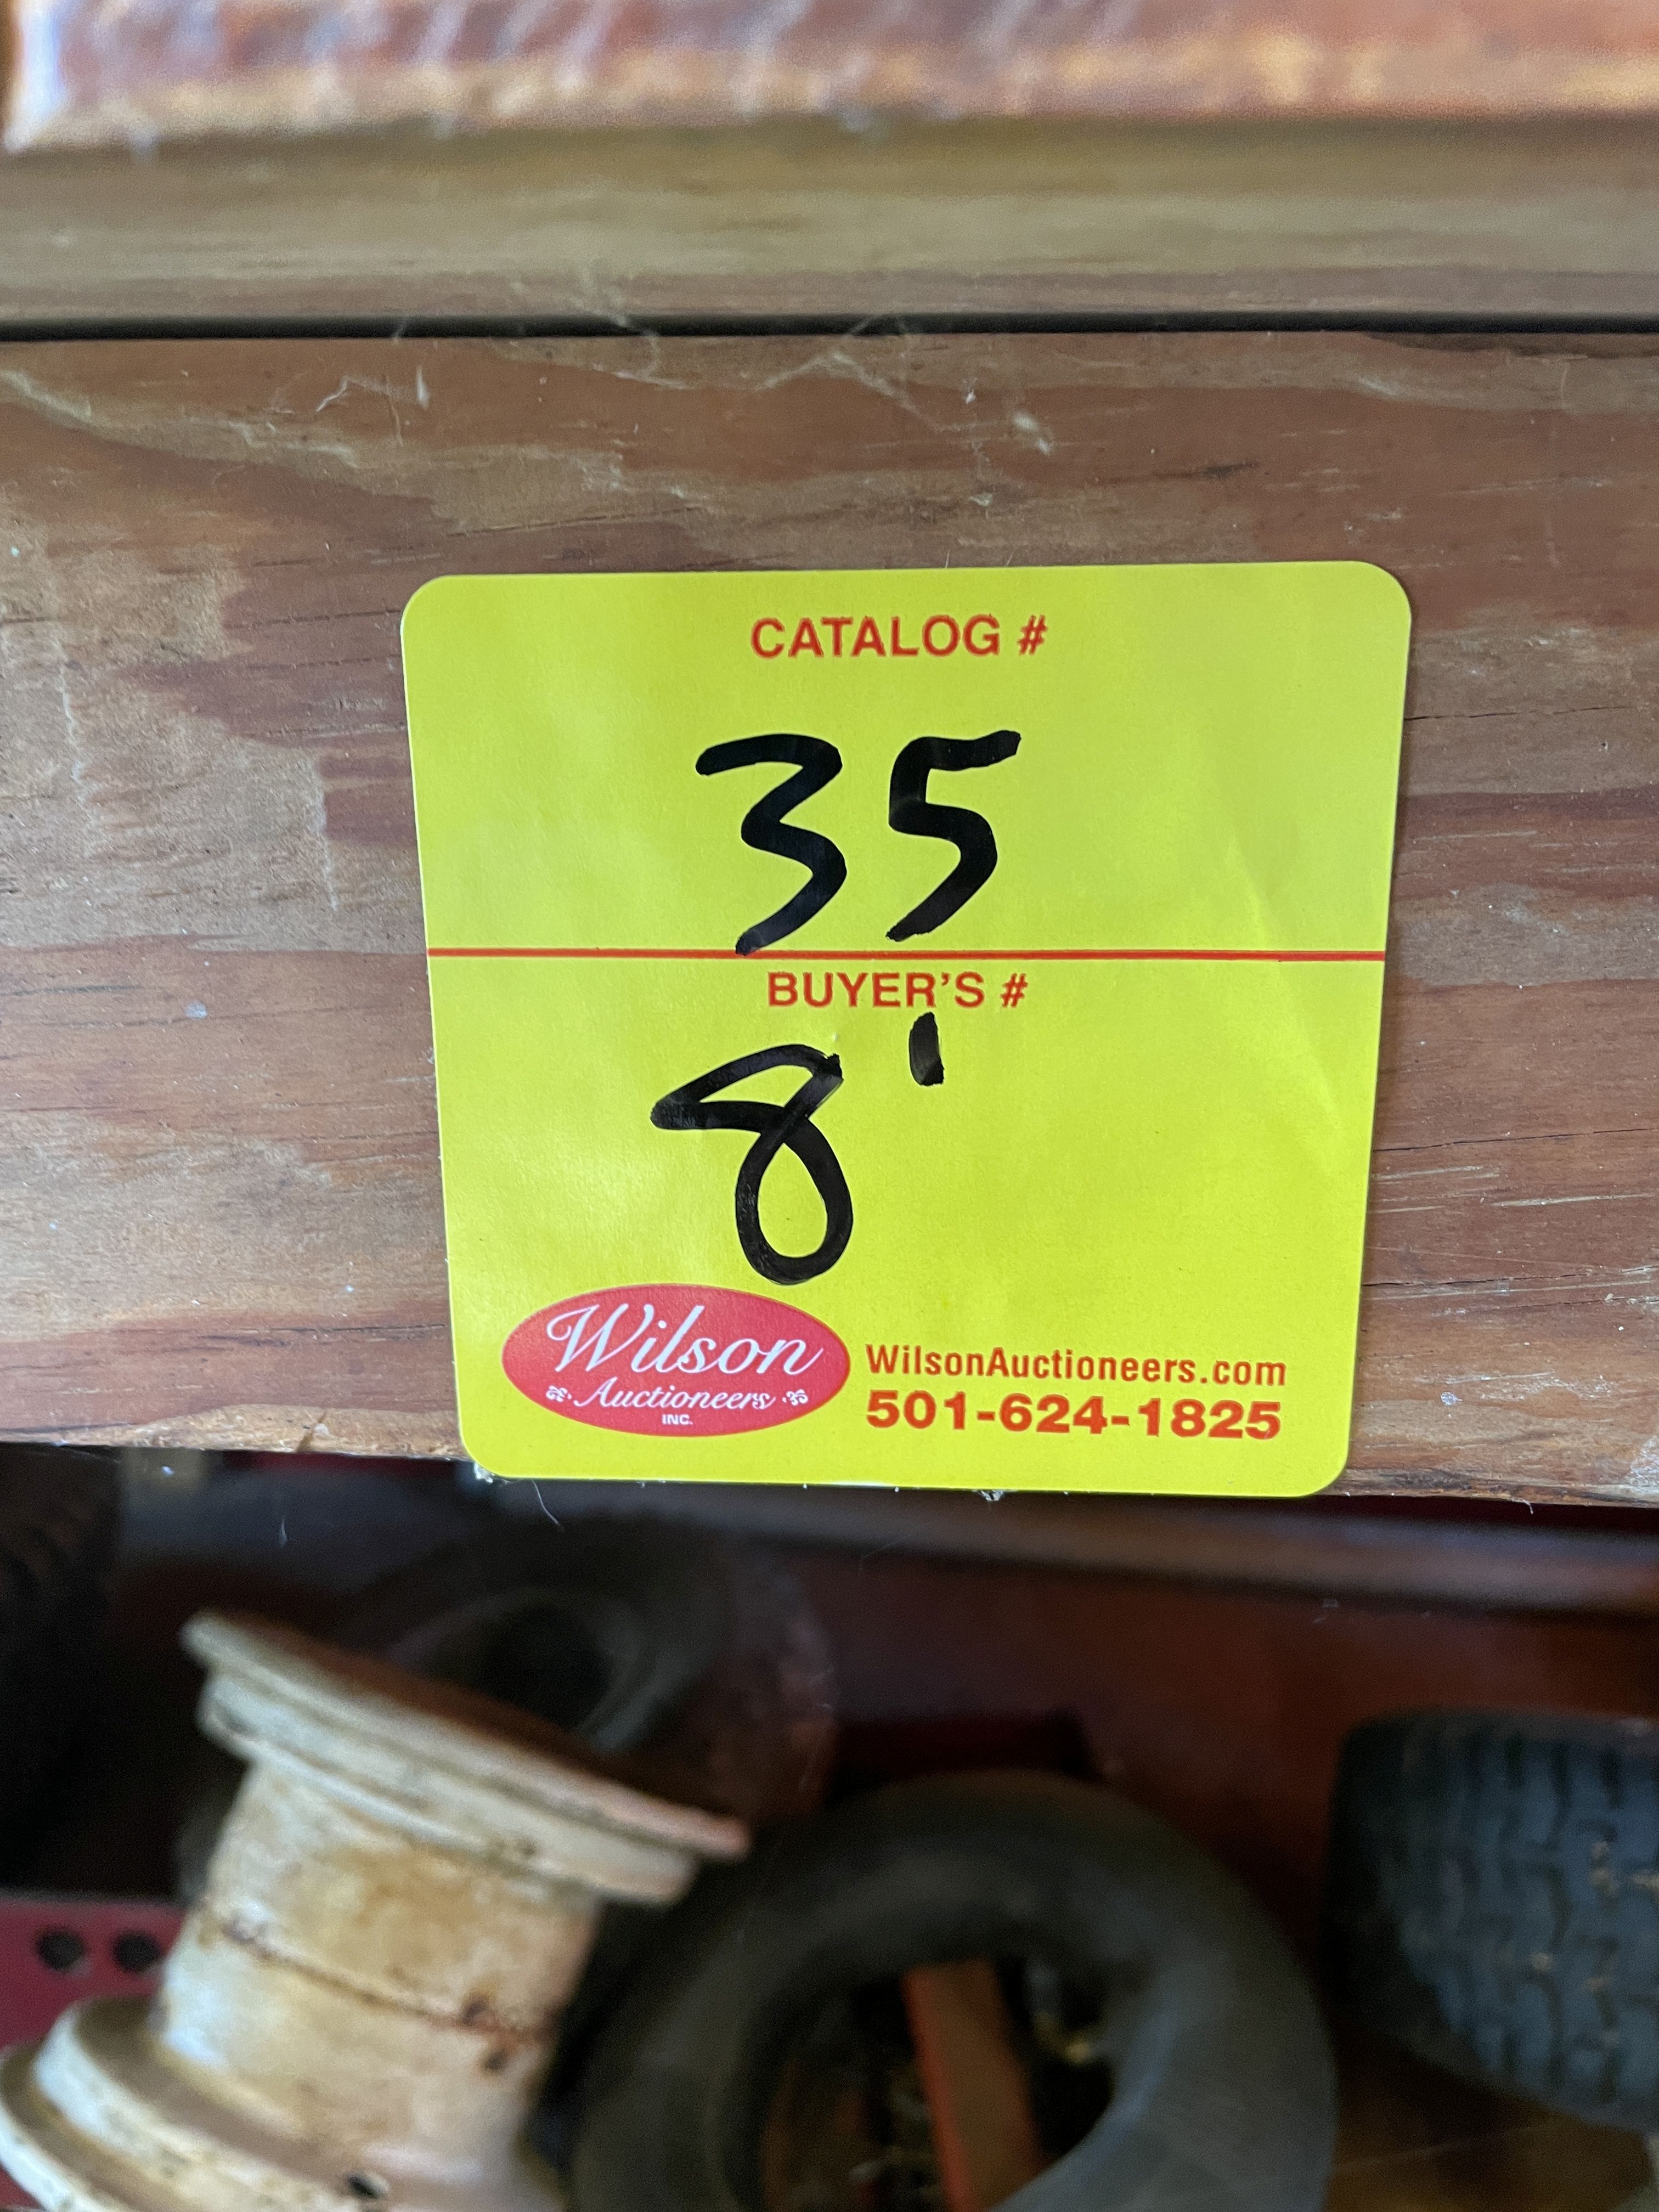 CATALOG #
35
BUYER'S #
8'
Wilson
Auctioneers
INC.
WilsonAuctioneers.com
501-624-1825